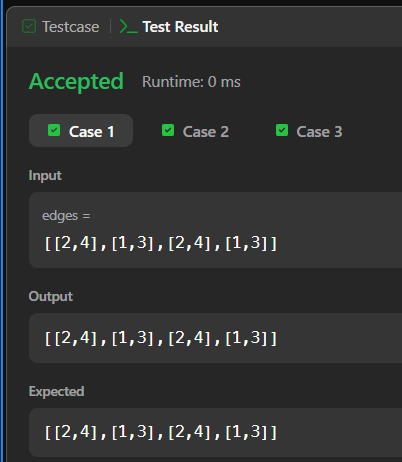 Testcase | Test Result
Accepted Runtime: 0 ms
Case 1 Case 2 Case 3
Input
edges =
[[2,4],[1,3],[2,4],[1,3]]
Output
[[2,4],[1,3],[2,4],[1,3]]
Expected
[[2,4],[1,3],[2,4],[1,3]]